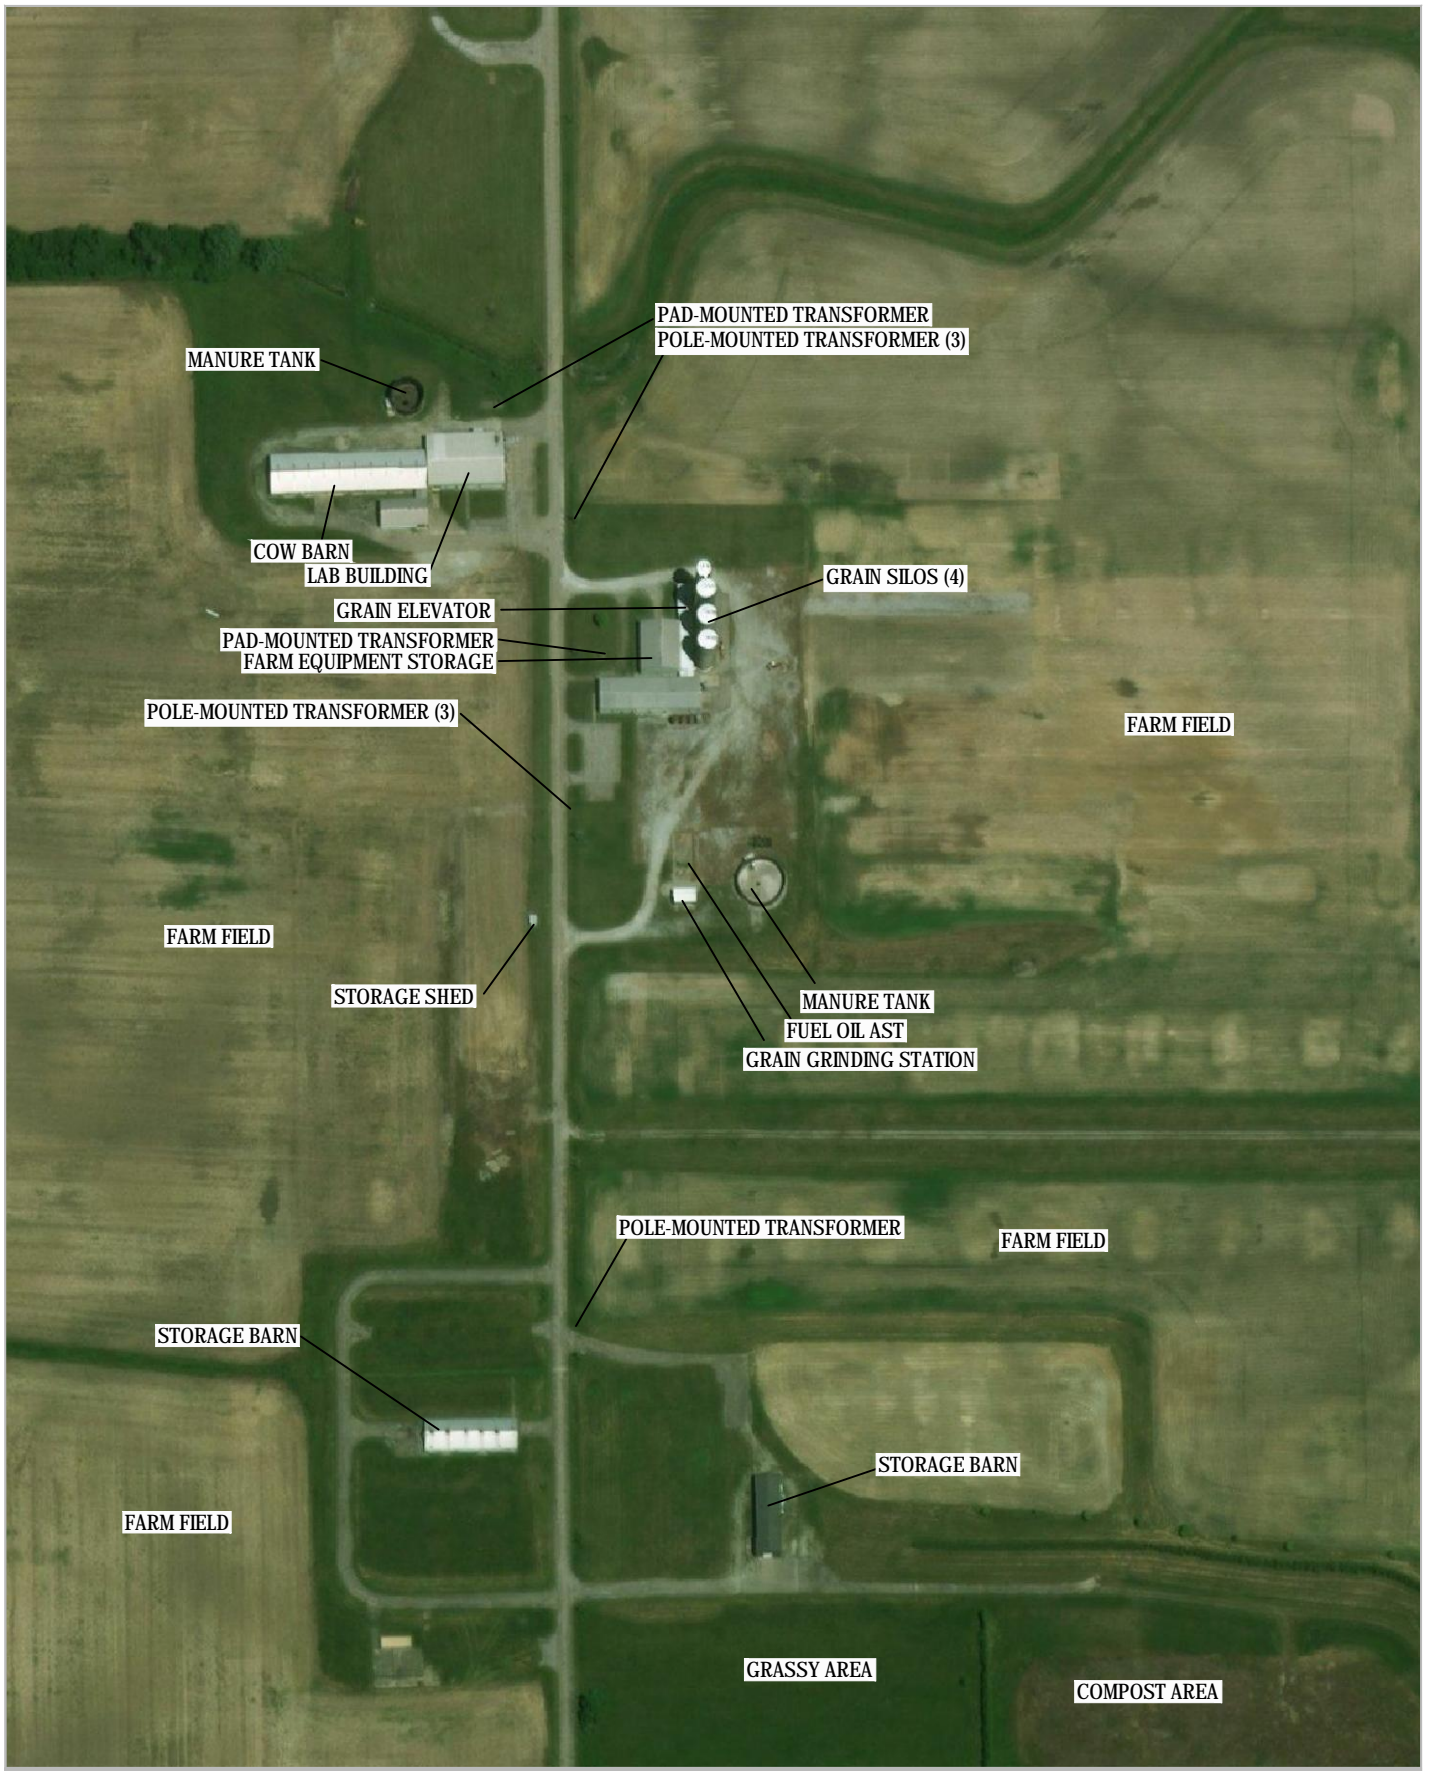 PAD-MOUNTED TRANSFORMER
POLE-MOUNTED TRANSFORMER (3)
MANURE TANK
COW BARN
LAB BUILDING
GRAIN SILOS (4)
GRAIN ELEVATOR
PAD-MOUNTED TRANSFORMER
FARM EQUIPMENT STORAGE
POLE-MOUNTED TRANSFORMER (3)
FARM FIELD
FARM FIELD
STORAGE SHED
MANURE TANK
FUEL OIL AST
GRAIN GRINDING STATION
POLE-MOUNTED TRANSFORMER
FARM FIELD
STORAGE BARN
STORAGE BARN
FARM FIELD
GRASSY AREA
COMPOST AREA